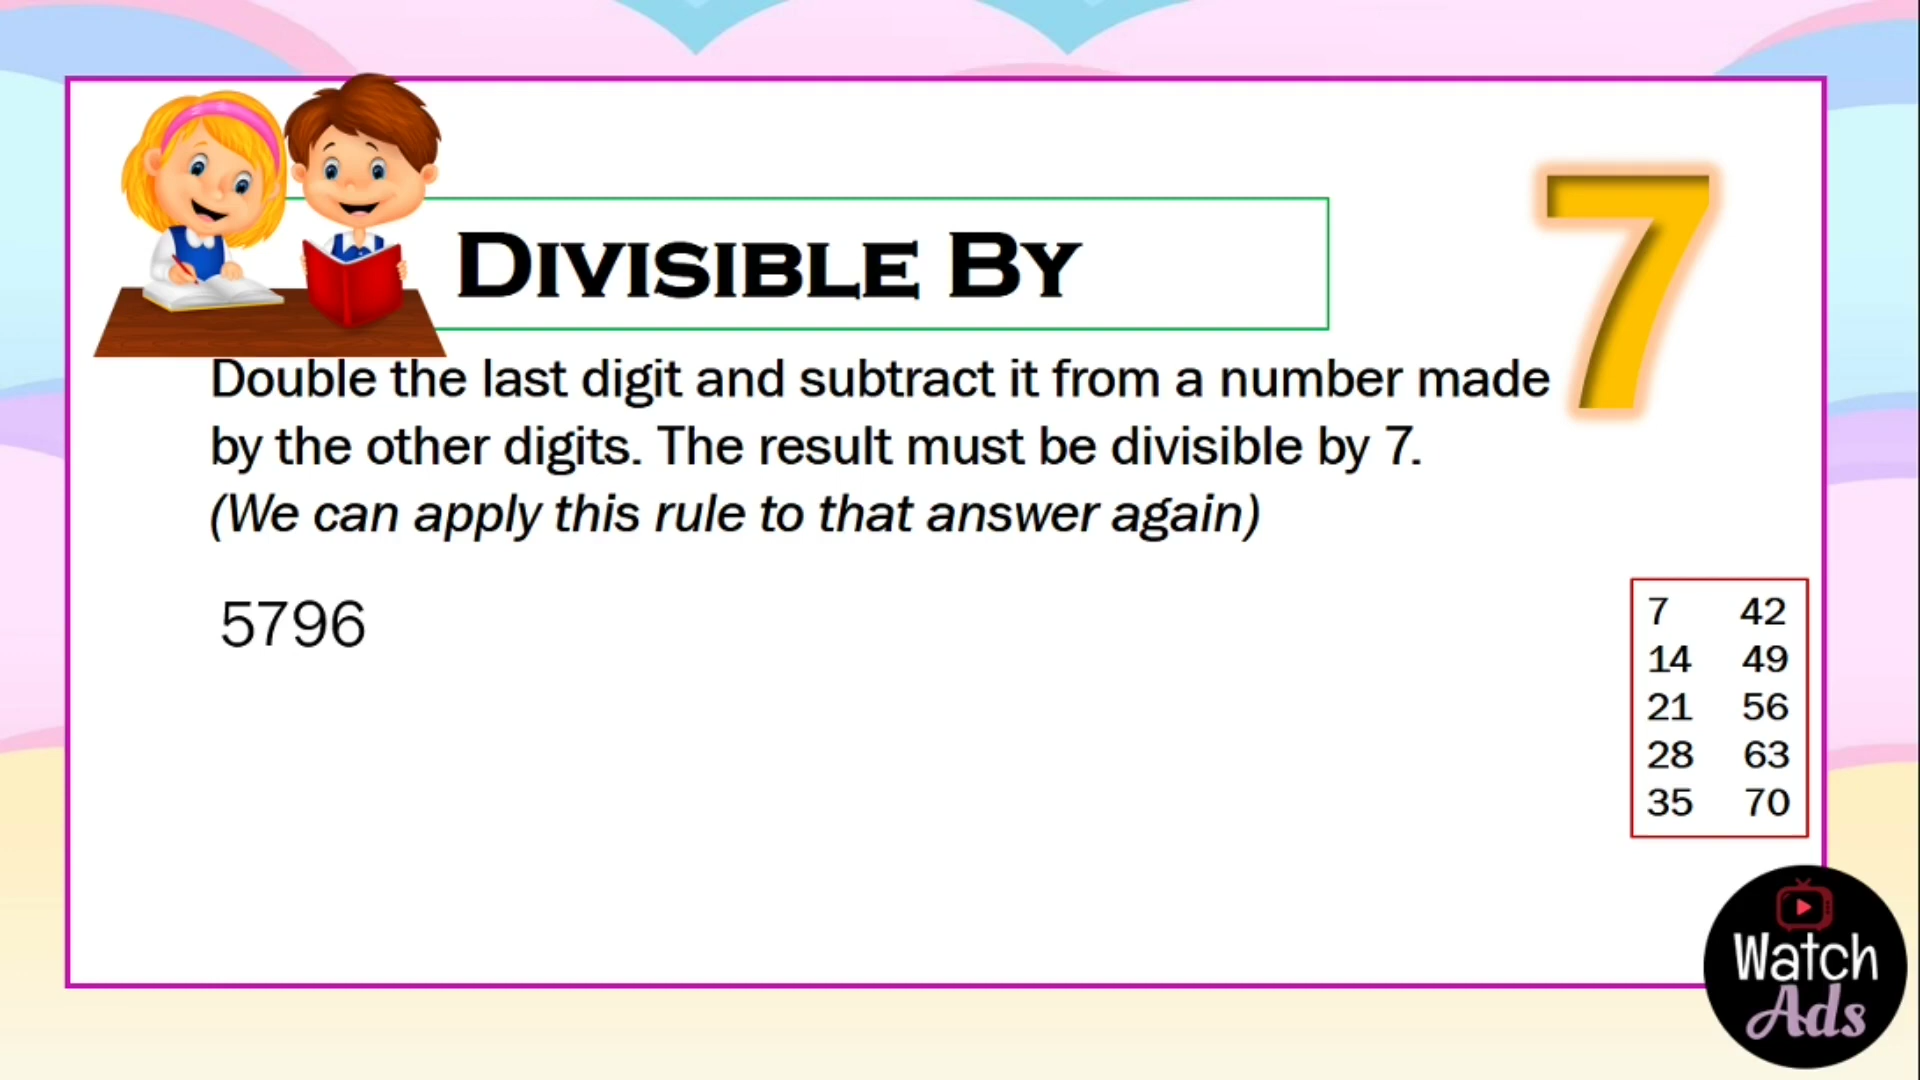 DIVISIBLE BY
7
Double the last digit and subtract it from a number made
by the other digits. The result must be divisible by 7.
(We can apply this rule to that answer again)
5796
7 42
14 49
21 56
28 63
35 70
Watch
Ads